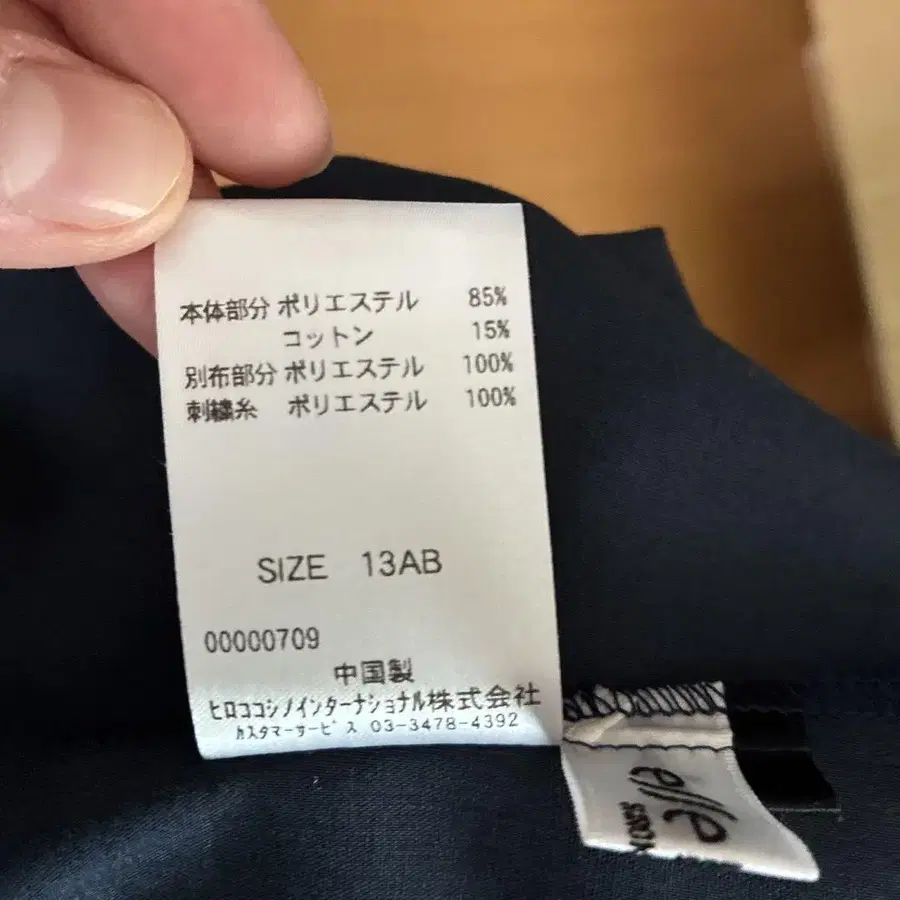 本体部分 ポリエステル 85%
コットン 15%
別布部分 ポリエステル 100%
刺繍糸 ポリエステル 100%
SIZE 13AB
00000709
中国製
ヒロココシノインターナショナル株式会社
カスタマーサービス 03-3478-4392
elle